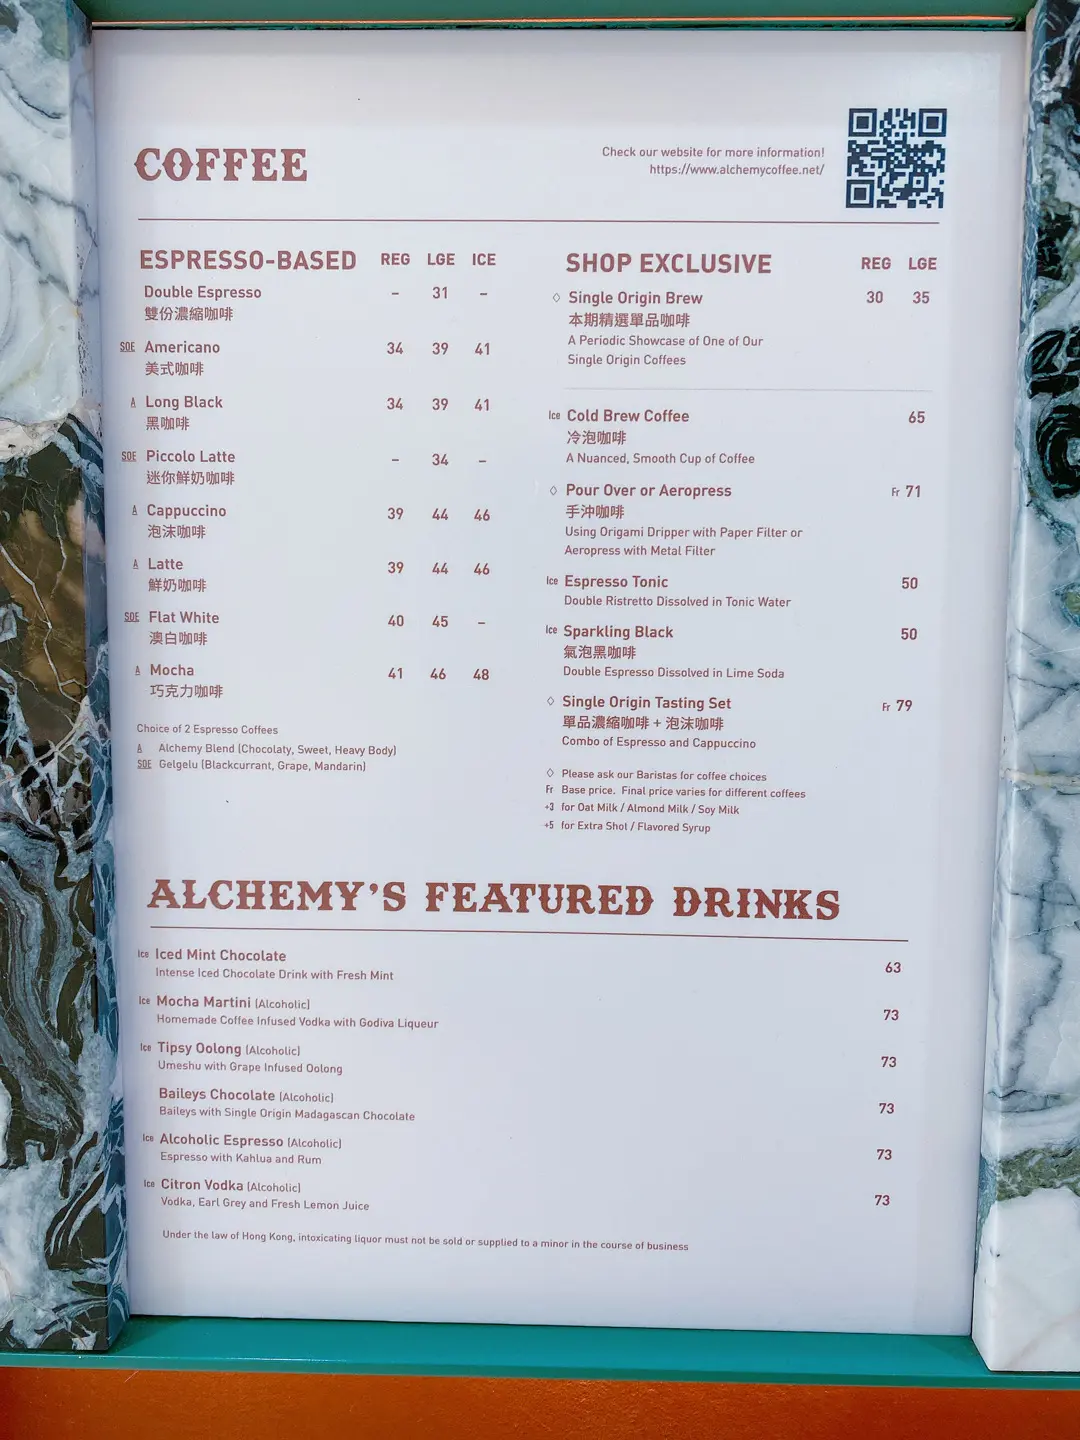 COFFEE
Check our website for more information!
https://www.alchemycoffee.net/
ESPRESSO-BASED REG LGE ICE
Double Espresso – 31 –
雙份濃縮咖啡
SOE Americano 34 39 41
美式咖啡
A Long Black 34 39 41
黑咖啡
SOE Piccolo Latte – 34 –
迷你鮮奶咖啡
A Cappuccino 39 44 46
泡沫咖啡
A Latte 39 44 46
鮮奶咖啡
SOE Flat White 40 45 –
澳白咖啡
A Mocha 41 46 48
巧克力咖啡
Choice of 2 Espresso Coffees
A Alchemy Blend (Chocolaty, Sweet, Heavy Body)
SOE Gelgelu (Blackcurrant, Grape, Mandarin)
SHOP EXCLUSIVE REG LGE
◊ Single Origin Brew 30 35
本期精選單品咖啡
A Periodic Showcase of One of Our
Single Origin Coffees
Ice Cold Brew Coffee 65
冷泡咖啡
A Nuanced, Smooth Cup of Coffee
◊ Pour Over or Aeropress Fr 71
手沖咖啡
Using Origami Dripper with Paper Filter or
Aeropress with Metal Filter
Ice Espresso Tonic 50
Double Ristretto Dissolved in Tonic Water
Ice Sparkling Black 50
氣泡黑咖啡
Double Espresso Dissolved in Lime Soda
◊ Single Origin Tasting Set Fr 79
單品濃縮咖啡 + 泡沫咖啡
Combo of Espresso and Cappuccino
◊ Please ask our Baristas for coffee choices
Fr Base price. Final price varies for different coffees
+3 for Oat Milk / Almond Milk / Soy Milk
+5 for Extra Shot / Flavored Syrup
ALCHEMY'S FEATURED DRINKS
Ice Iced Mint Chocolate 63
Intense Iced Chocolate Drink with Fresh Mint
Ice Mocha Martini (Alcoholic) 73
Homemade Coffee Infused Vodka with Godiva Liqueur
Ice Tipsy Oolong (Alcoholic) 73
Umeshu with Grape Infused Oolong
Baileys Chocolate (Alcoholic) 73
Baileys with Single Origin Madagascan Chocolate
Ice Alcoholic Espresso (Alcoholic) 73
Espresso with Kahlua and Rum
Ice Citron Vodka (Alcoholic) 73
Vodka, Earl Grey and Fresh Lemon Juice
Under the law of Hong Kong, intoxicating liquor must not be sold or supplied to a minor in the course of business